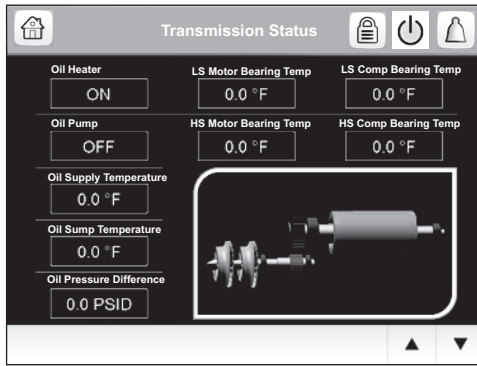 Transmission Status
Oil Heater
ON
LS Motor Bearing Temp
0.0 °F
LS Comp Bearing Temp
0.0 °F
Oil Pump
OFF
HS Motor Bearing Temp
0.0 °F
HS Comp Bearing Temp
0.0 °F
Oil Supply Temperature
0.0 °F
Oil Sump Temperature
0.0 °F
Oil Pressure Difference
0.0 PSID